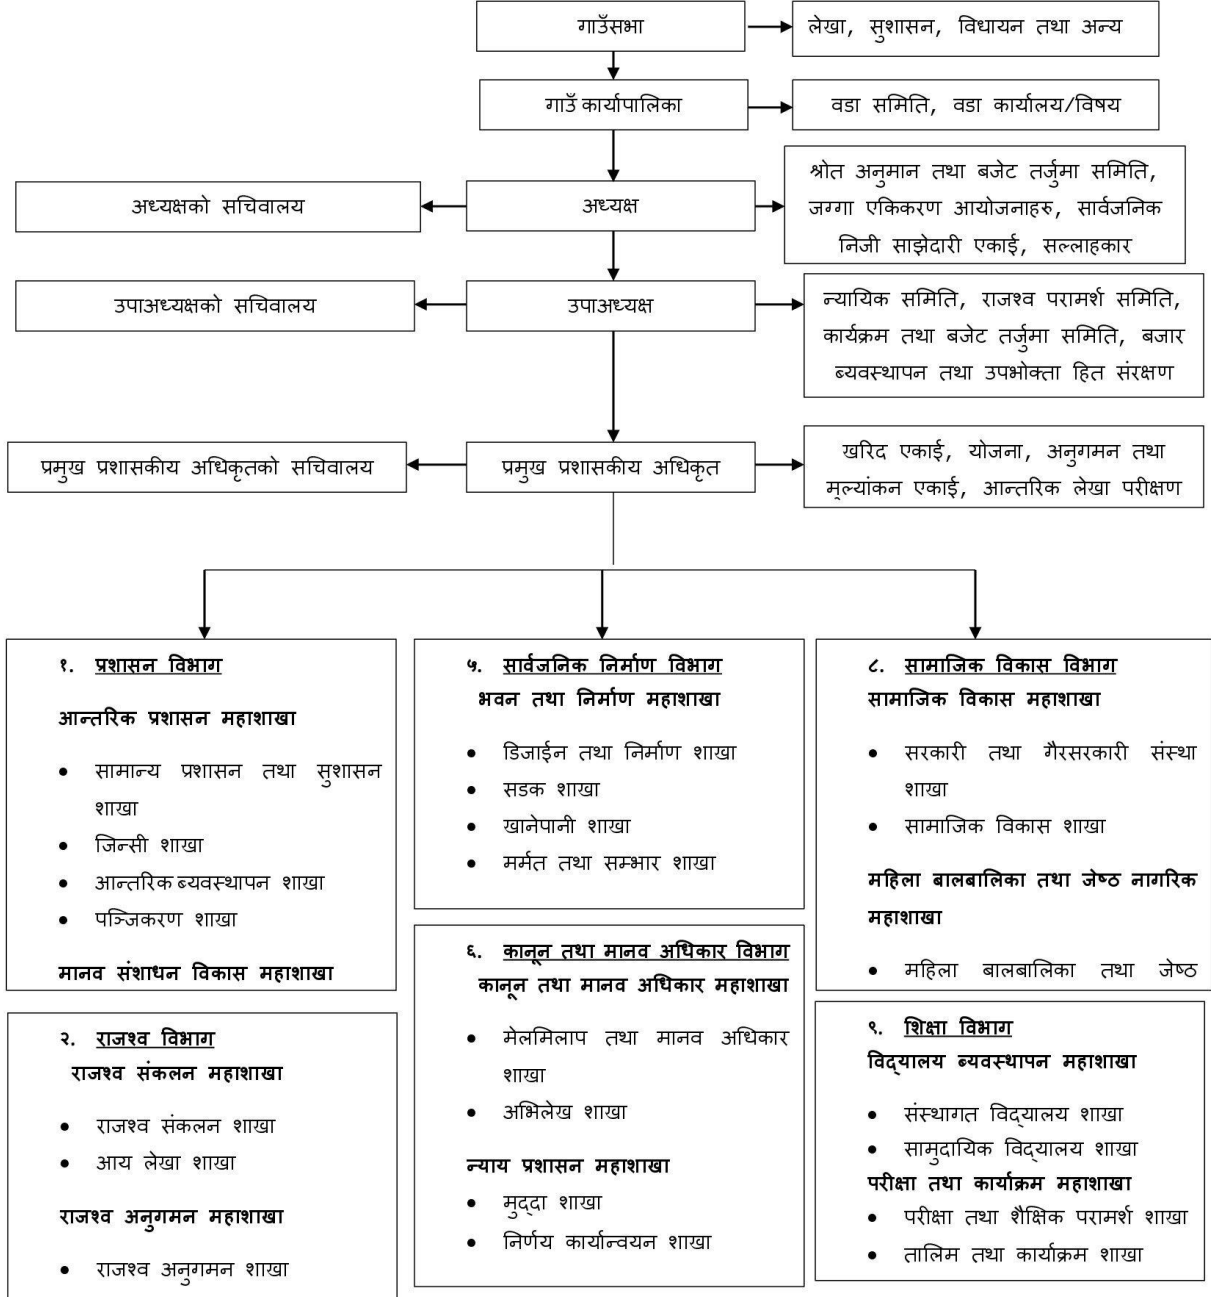 गाउँसभा
लेखा, सुशासन, विधायन तथा अन्य
गाउँ कार्यापालिका
वडा समिति, वडा कार्यालय/विषय
अध्यक्षको सचिवालय
अध्यक्ष
श्रोत अनुमान तथा बजेट तर्जुमा समिति,
जग्गा एकिकरण आयोजनाहरु, सार्वजनिक
निजी साझेदारी एकाई, सल्लाहकार
उपाअध्यक्षको सचिवालय
उपाअध्यक्ष
न्यायिक समिति, राजश्व परामर्श समिति,
कार्यक्रम तथा बजेट तर्जुमा समिति, बजार
ब्यवस्थापन तथा उपभोक्ता हित संरक्षण
प्रमुख प्रशासकीय अधिकृतको सचिवालय
प्रमुख प्रशासकीय अधिकृत
खरिद एकाई, योजना, अनुगमन तथा
मूल्यांकन एकाई, आन्तरिक लेखा परीक्षण
१. प्रशासन विभाग
आन्तरिक प्रशासन महाशाखा
• सामान्य प्रशासन तथा सुशासन
शाखा
• जिन्सी शाखा
• आन्तरिक ब्यवस्थापन शाखा
• पञ्जिकरण शाखा
मानव संशाधन विकास महाशाखा
२. राजश्व विभाग
राजश्व संकलन महाशाखा
• राजश्व संकलन शाखा
• आय लेखा शाखा
राजश्व अनुगमन महाशाखा
• राजश्व अनुगमन शाखा
५. सार्वजनिक निर्माण विभाग
भवन तथा निर्माण महाशाखा
• डिजाईन तथा निर्माण शाखा
• सडक शाखा
• खानेपानी शाखा
• मर्मत तथा सम्भार शाखा
६. कानून तथा मानव अधिकार विभाग
कानून तथा मानव अधिकार महाशाखा
• मेलमिलाप तथा मानव अधिकार
शाखा
• अभिलेख शाखा
न्याय प्रशासन महाशाखा
• मुद्दा शाखा
• निर्णय कार्यान्वयन शाखा
८. सामाजिक विकास विभाग
सामाजिक विकास महाशाखा
• सरकारी तथा गैरसरकारी संस्था
शाखा
• सामाजिक विकास शाखा
महिला बालबालिका तथा जेष्ठ नागरिक
महाशाखा
• महिला बालबालिका तथा जेष्ठ
९. शिक्षा विभाग
विद्यालय ब्यवस्थापन महाशाखा
• संस्थागत विद्यालय शाखा
• सामुदायिक विद्यालय शाखा
परीक्षा तथा कार्याक्रम महाशाखा
• परीक्षा तथा शैक्षिक परामर्श शाखा
• तालिम तथा कार्याक्रम शाखा